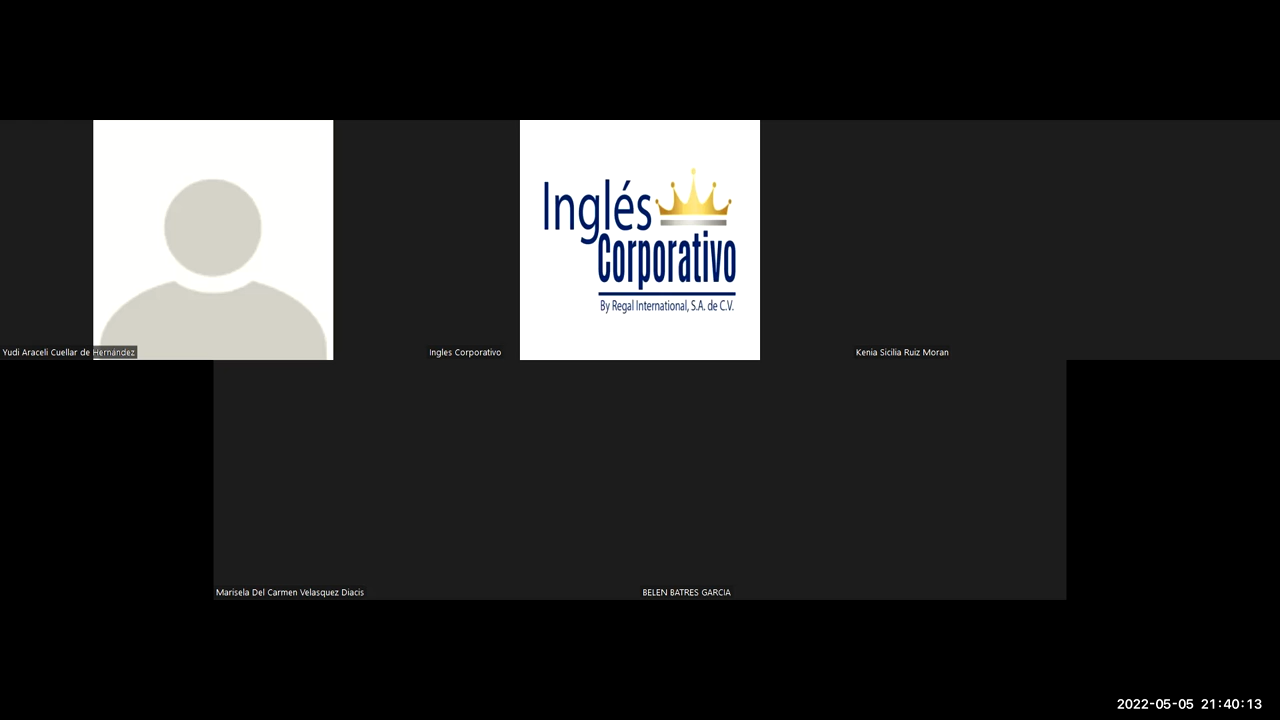 Inglés
Corporativo
By Regal International, S.A. de C.V.
Yudi Araceli Cuellar de Hernández
Ingles Corporativo
Kenia Sicilia Ruiz Moran
Marisela Del Carmen Velasquez Diacis
BELEN BATRES GARCIA
2022-05-05 21:40:13